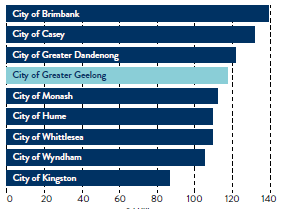 City of Brimbank
City of Casey
City of Greater Dandenong
City of Greater Geelong
City of Monash
City of Hume
City of Whittlesea
City of Wyndham
City of Kingston
0 20 40 60 80 100 120 140